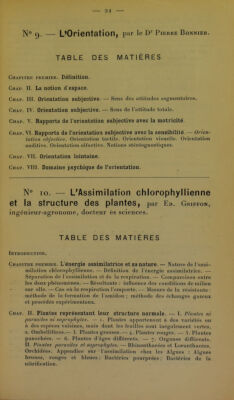 — 24 —
N° 9. — L'Orientation, par le Dr Pierre Bonnier.
TABLE DES MATIÈRES
Chapitre premier. Définition.
Chap. II. La notion d'espace.
Chap. III. Orientation subjective. — Sens des attitudes segmentaires.
Chap. IV. Orientation subjective. — Sens de l'attitude totale.
Chap. V. Rapports de l'orientation subjective avec la motricité.
Chap. VI. Rapports de l'orientation subjective avec la sensibilité. — Orien-
tation objective. Orientation tactile. Orientation visuelle. Orientation
auditive. Orientation olfactive. Notions stéréognostiques.
Chap. VII. Orientation lointaine.
Chap. VIII. Domaine psychique de l'orientation.
N° 10. — L'Assimilation chlorophyllienne
et la structure des plantes, par Ed. Griffon,
ingénieur-agronome, docteur ès sciences.
TABLE DES MATIÈRES
Introduction.
Chapitre premier. L'énergie assimilatrice et sa nature. — Nature de l'assi-
milation chlorophyllienne. — Définition de l'énergie assimilatrice. —
Séparation de l'assimilation et de la respiration. — Comparaison entre
les deux phénomènes. — Résultante : influence des conditions de milieu
sur elle. — Cas où la respiration l'emporte. — Mesure de la résistante :
méthode de la formation de l'amidon ; méthode des échanges gazeux
et procédés expérimentaux.
Chap. II. Plantes représentant leur structure normale. — I. Plantes ni
parasites ni saprophytes. — 1. Plantes appartenant à des variétés ou
à des espèces voisines, mais dont les feuilles sont inégalement vertes.
2. Ombellifères. — 3. Plantes grasses. — 4. Plantes rouges. — 5. Plantes
panachées. — 6. Plantes d'âges différents. — 7. Organes différents.
II. Plantes parasites et saprophytes. — Rhinanthacées et Loranthacées.
Orchidées. Appendice sur l'assimilation chez les Algues : Algues
brunes, rouges et bleues ; Bactéries pourprées ; Bactéries de la
nitrification.